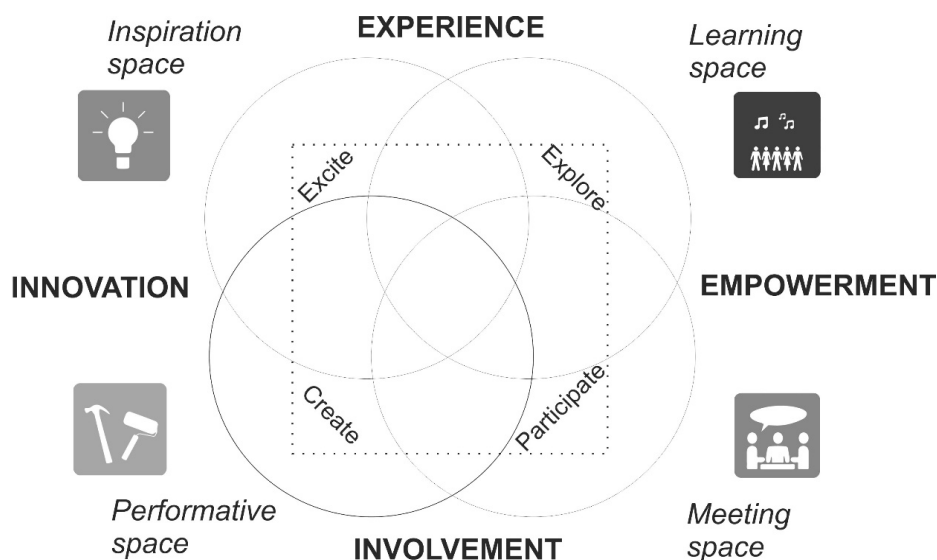 Inspiration
space
EXPERIENCE
Learning
space
Excite
Explore
INNOVATION
EMPOWERMENT
Create
Participate
Performative
space
INVOLVEMENT
Meeting
space